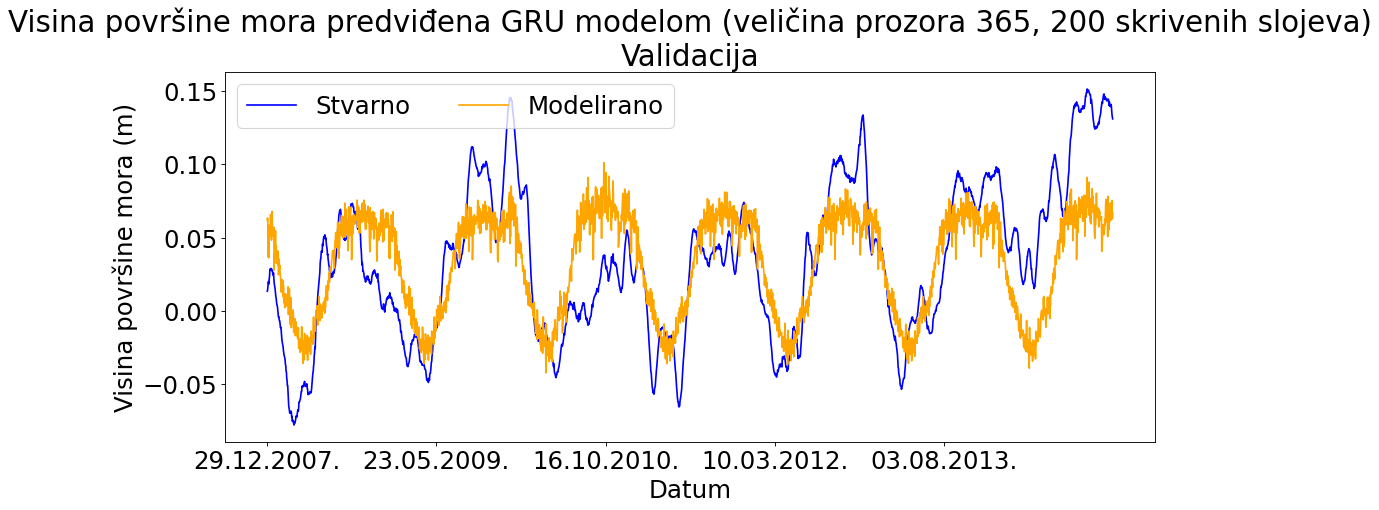 Visina površine mora predviđena GRU modelom (veličina prozora 365, 200 skrivenih slojeva)
Validacija
Stvarno
Modelirano
Visina površine mora (m)
0.15
0.10
0.05
0.00
−0.05
29.12.2007.
23.05.2009.
16.10.2010.
10.03.2012.
03.08.2013.
Datum